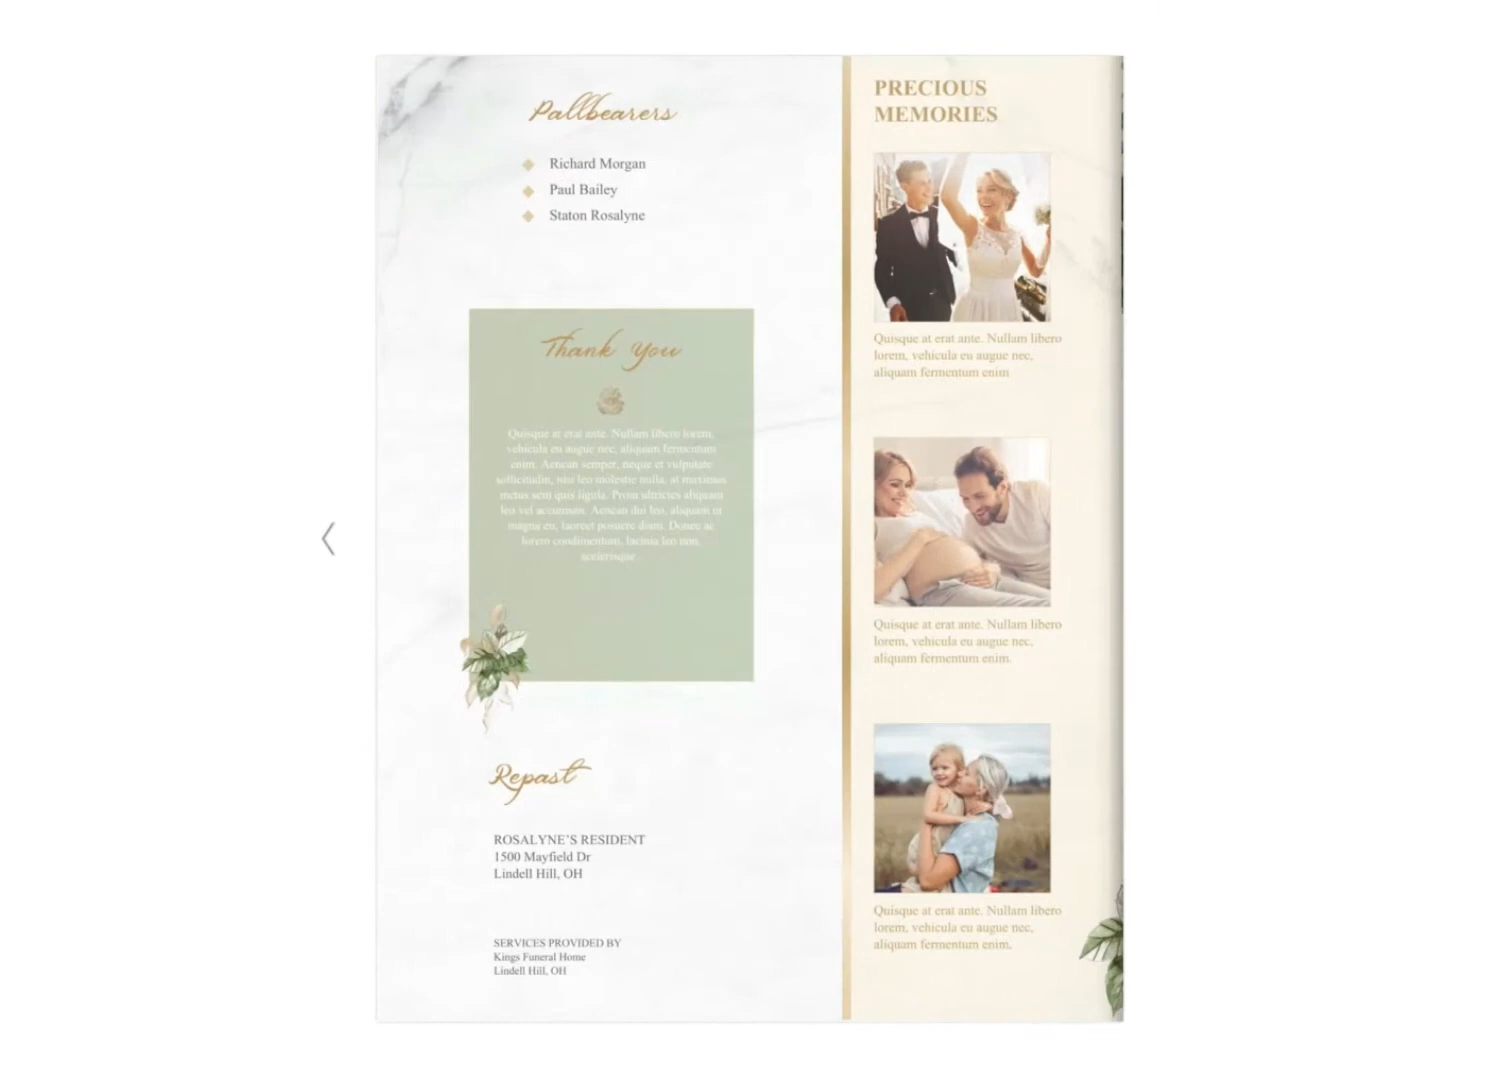 Pallbearers
Richard Morgan
Paul Bailey
Staton Rosalyne
Thank You
Quisque at erat ante. Nullam libero lorem,
vehicula eu augue nec, aliquam fermentum
enim. Aenean semper, neque et vulputate
sollicitudin, nisi leo molestie nulla, at maximus
metus sem quis ligula. Proin ultricies aliquam
leo vel accumsan. Aenean dui leo, aliquam ut
magna eu, laoreet posuere diam. Donec ac
lorem condimentum, lacinia leo non,
scelerisque
Repast
ROSALYNE'S RESIDENT
1500 Mayfield Dr
Lindell Hill, OH
SERVICES PROVIDED BY
Kings Funeral Home
Lindell Hill, OH
PRECIOUS
MEMORIES
Quisque at erat ante. Nullam libero
lorem, vehicula eu augue nec,
aliquam fermentum enim
Quisque at erat ante. Nullam libero
lorem, vehicula eu augue nec,
aliquam fermentum enim.
Quisque at erat ante. Nullam libero
lorem, vehicula eu augue nec,
aliquam fermentum enim.